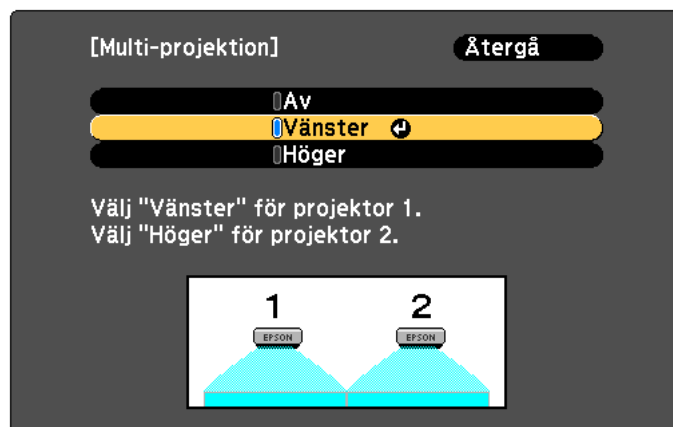 [Multi-projektion] Återgå
Av
Vänster
Höger
Välj "Vänster" för projektor 1.
Välj "Höger" för projektor 2.
1 2
EPSON EPSON